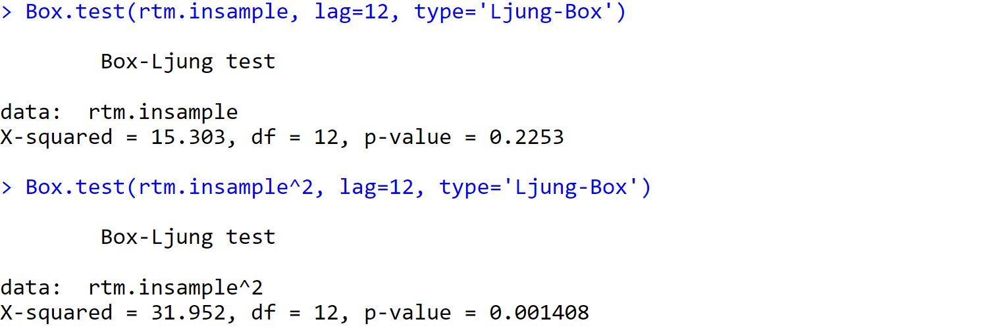 > Box.test(rtm.insample, lag=12, type='Ljung-Box')
Box-Ljung test
data:  rtm.insample
X-squared = 15.303, df = 12, p-value = 0.2253
> Box.test(rtm.insample^2, lag=12, type='Ljung-Box')
Box-Ljung test
data:  rtm.insample^2
X-squared = 31.952, df = 12, p-value = 0.001408